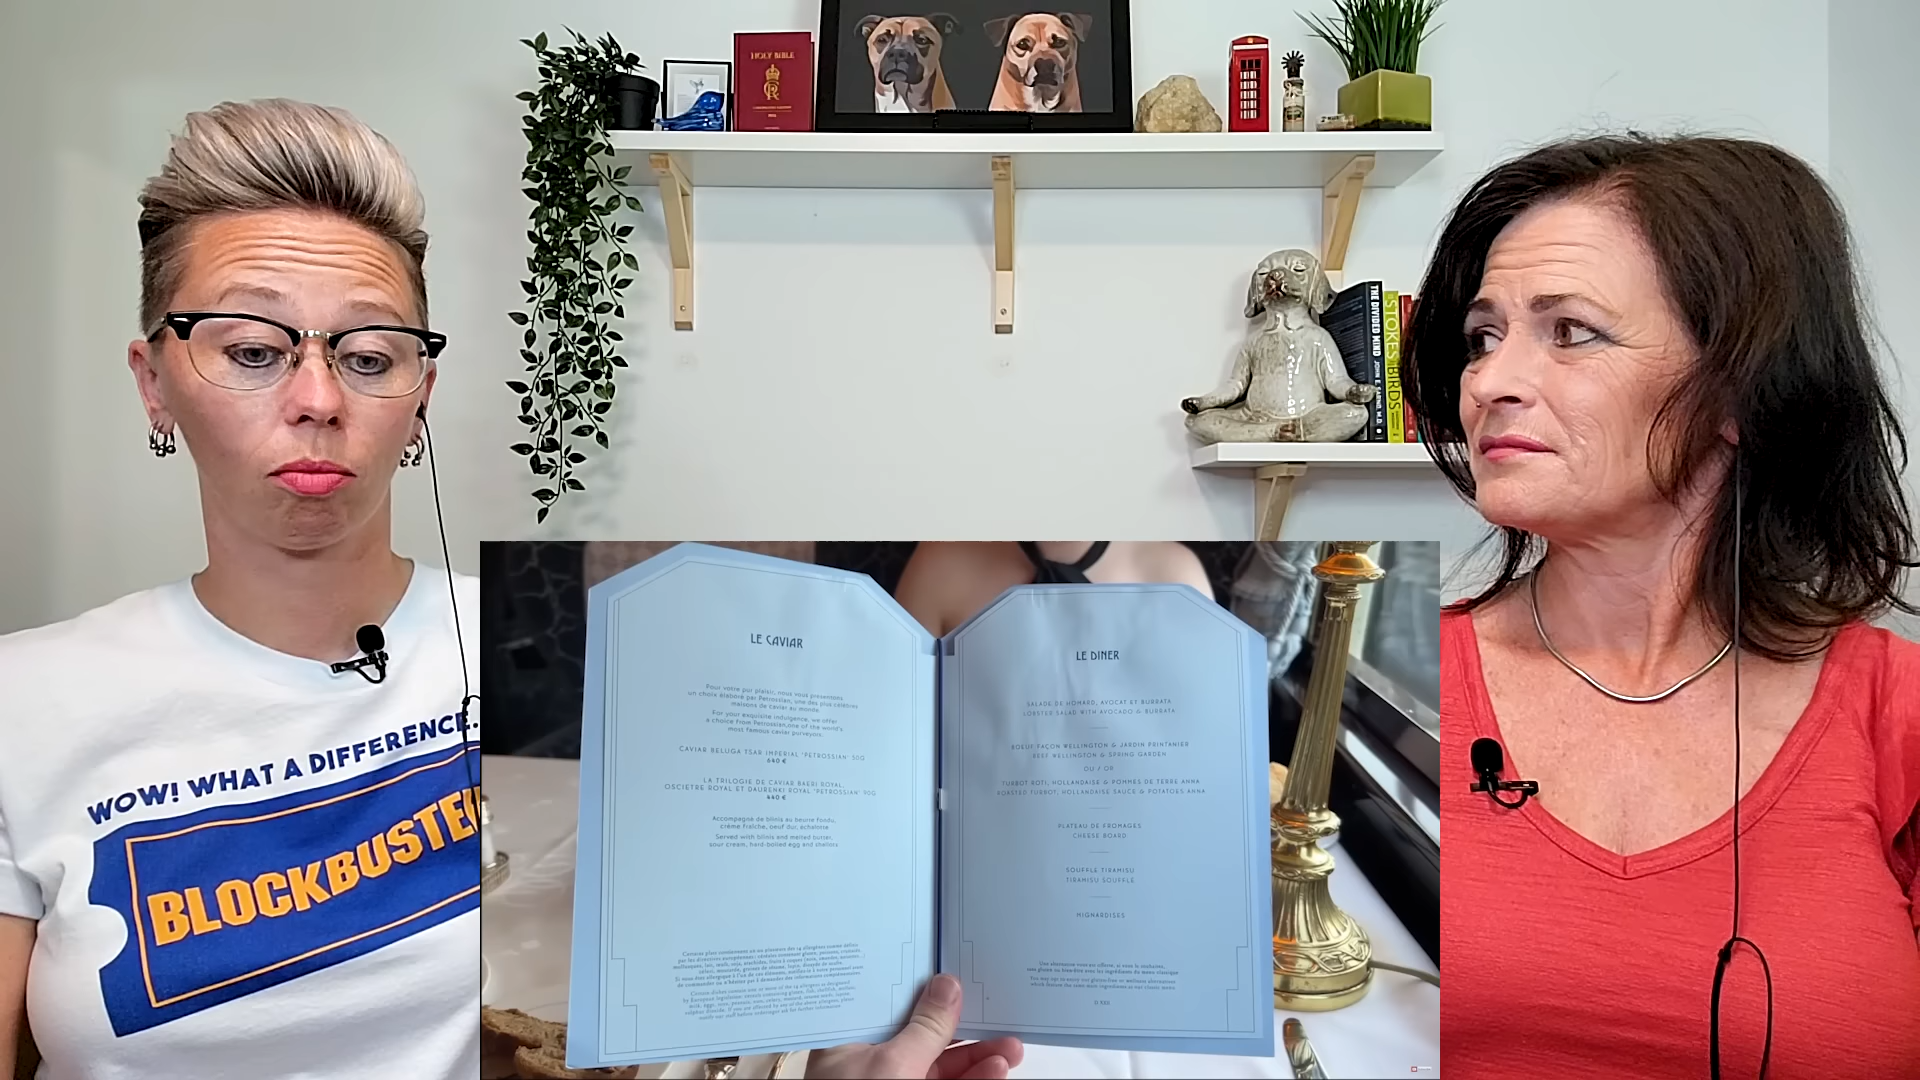 HOLY BIBLE
THE DIVIDED MIND JOHN E. SARNO, M.D.
STOKES BIRDS
WOW! WHAT A DIFFERENCE.
BLOCKBUSTE
LE CAVIAR
Pour votre pur plaisir, nous vous présentons
un choix élaboré par Petrossian, une des plus célèbres
maisons de caviar au monde.
For your exquisite indulgence, we offer
a choice from Petrossian, one of the world's
most famous caviar purveyors.
CAVIAR BELUGA TSAR IMPERIAL "PETROSSIAN" 50G
640 €
LA TRILOGIE DE CAVIAR BAERI ROYAL,
OSCIETRE ROYAL ET DAURENKI ROYAL "PETROSSIAN" 90G
440 €
Accompagné de blinis au beurre fondu,
crème fraîche, oeuf dur, échalote
Served with blinis and melted butter,
sour cream, hard-boiled egg and shallots
LE DINER
SALADE DE HOMARD, AVOCAT ET BURRATA
LOBSTER SALAD WITH AVOCADO & BURRATA
BOEUF FAÇON WELLINGTON & JARDIN PRINTANIER
BEEF WELLINGTON & SPRING GARDEN
OU / OR
TURBOT ROTI, HOLLANDAISE & POMMES DE TERRE ANNA
ROASTED TURBOT, HOLLANDAISE SAUCE & POTATOES ANNA
PLATEAU DE FROMAGES
CHEESE BOARD
SOUFFLE TIRAMISU
TIRAMISU SOUFFLE
MIGNARDISES